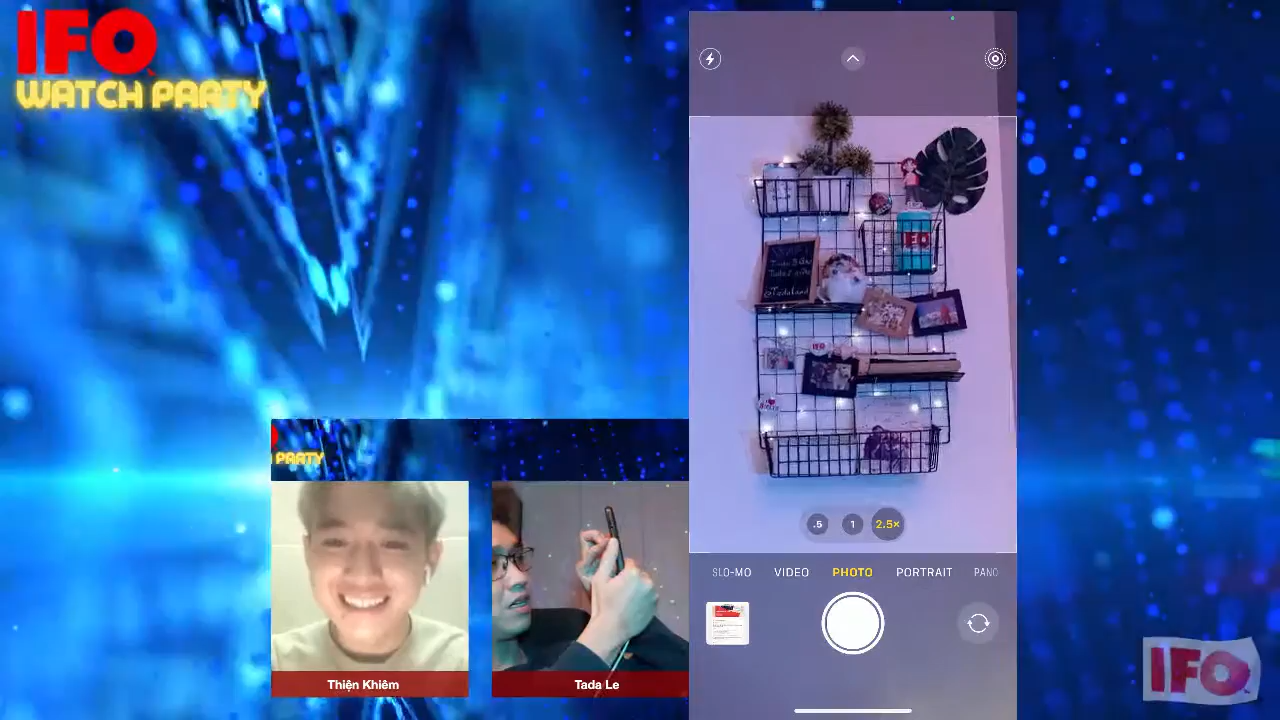 IFO
WATCH PARTY
PARTY
Thiện Khiêm
Tada Le
.5
1
2.5×
SLO-MO
VIDEO
PHOTO
PORTRAIT
PANO
IFO